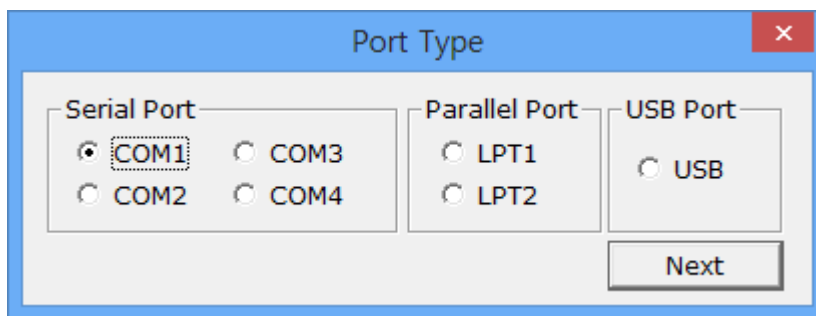 Port Type
Serial Port
COM1 COM3
COM2 COM4
Parallel Port
LPT1
LPT2
USB Port
USB
Next